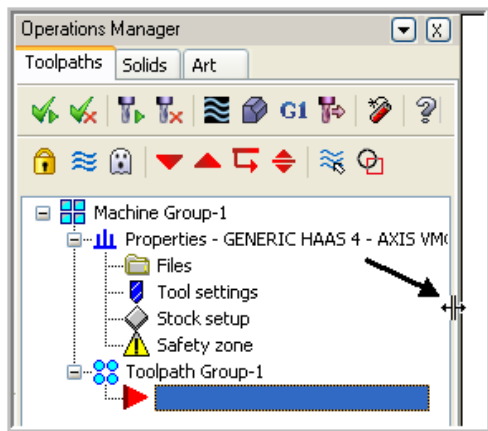 Operations Manager
Toolpaths Solids Art
G1
Machine Group-1
Properties - GENERIC HAAS 4 - AXIS VM
Files
Tool settings
Stock setup
Safety zone
Toolpath Group-1